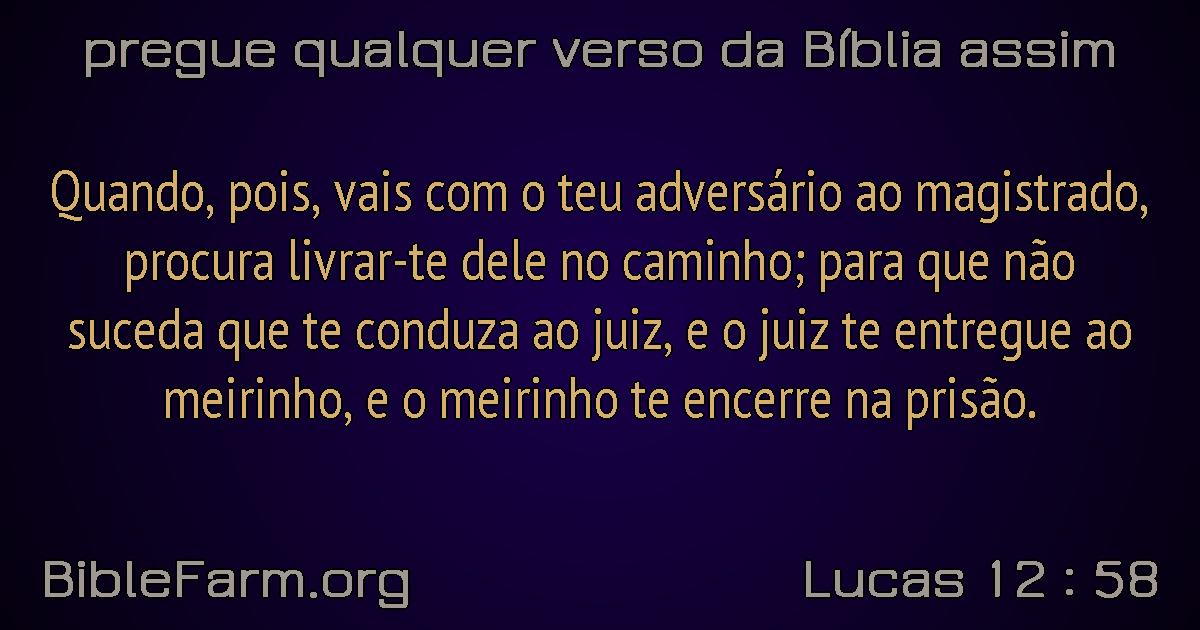 pregue qualquer verso da Bíblia assim
Quando, pois, vais com o teu adversário ao magistrado,
procura livrar-te dele no caminho; para que não
suceda que te conduza ao juiz, e o juiz te entregue ao
meirinho, e o meirinho te encerre na prisão.
BibleFarm.org
Lucas 12 : 58